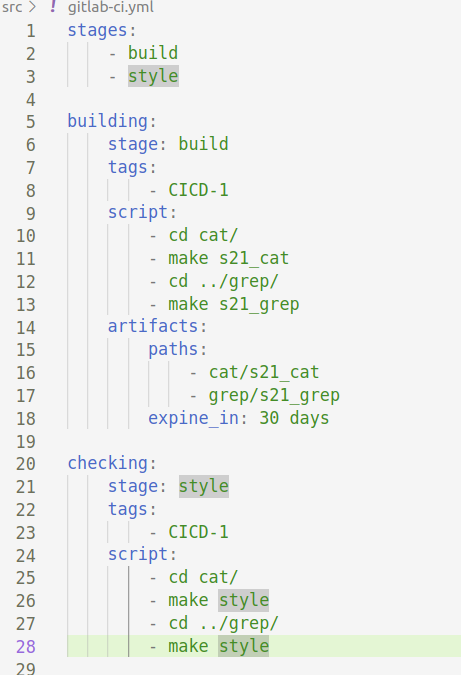 src > ! gitlab-ci.yml
1 stages:
2 - build
3 - style
4
5 building:
6 stage: build
7 tags:
8 - CICD-1
9 script:
10 - cd cat/
11 - make s21_cat
12 - cd ../grep/
13 - make s21_grep
14 artifacts:
15 paths:
16 - cat/s21_cat
17 - grep/s21_grep
18 expine_in: 30 days
19
20 checking:
21 stage: style
22 tags:
23 - CICD-1
24 script:
25 - cd cat/
26 - make style
27 - cd ../grep/
28 - make style
29